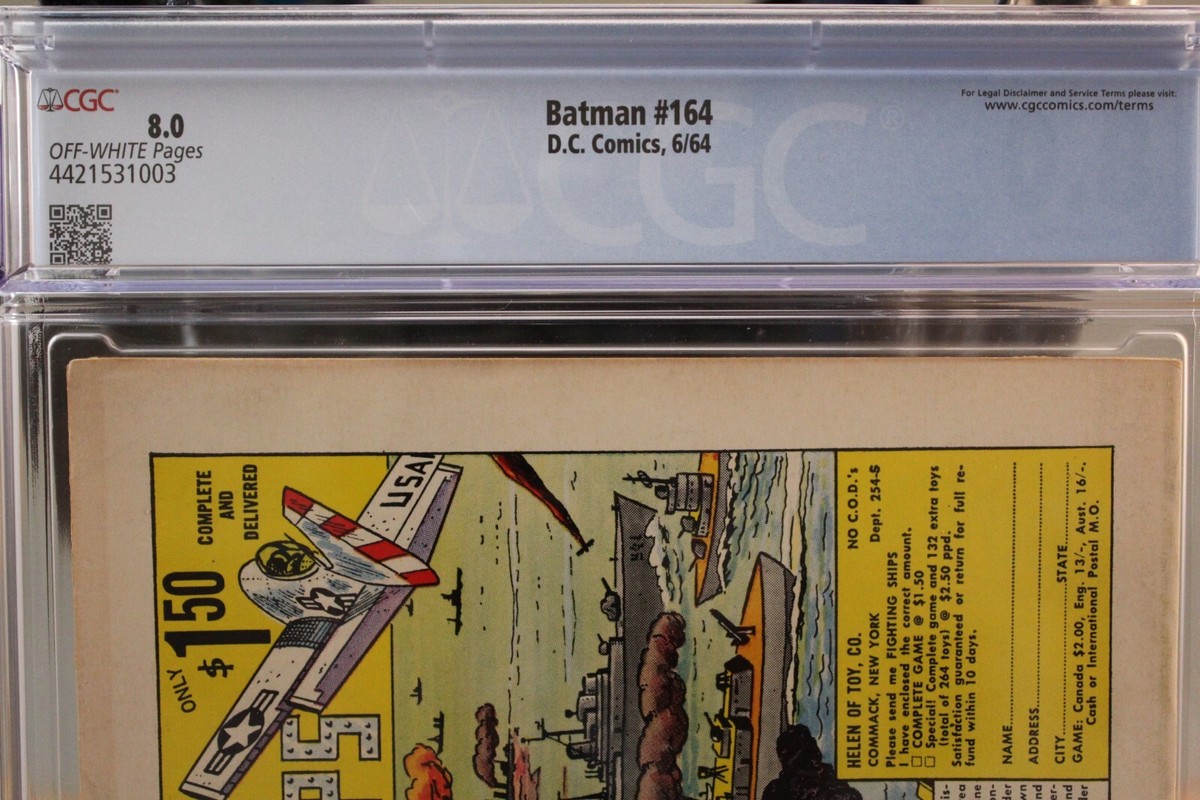 CGC
8.0
OFF-WHITE Pages
4421531003
Batman #164
D.C. Comics, 6/64
For Legal Disclaimer and Service Terms please visit:
www.cgccomics.com/terms
CGC®
ONLY
$1.50
COMPLETE
AND
DELIVERED
USA
HELEN OF TOY, CO.
NO C.O.D.'s
COMMACK, NEW YORK
Dept. 254-S
Please send me FIGHTING SHIPS
I have enclosed the correct amount.
□ COMPLETE GAME @ $1.50
□ Special! Complete game and 132 extra toys
(total of 264 toys) @ $2.50 ppd.
Satisfaction guaranteed or return for full re-
fund within 10 days.
NAME
ADDRESS
CITY STATE
GAME: Canada $2.00, Eng. 13/-, Aust. 16/-.
Cash or International Postal M.O.